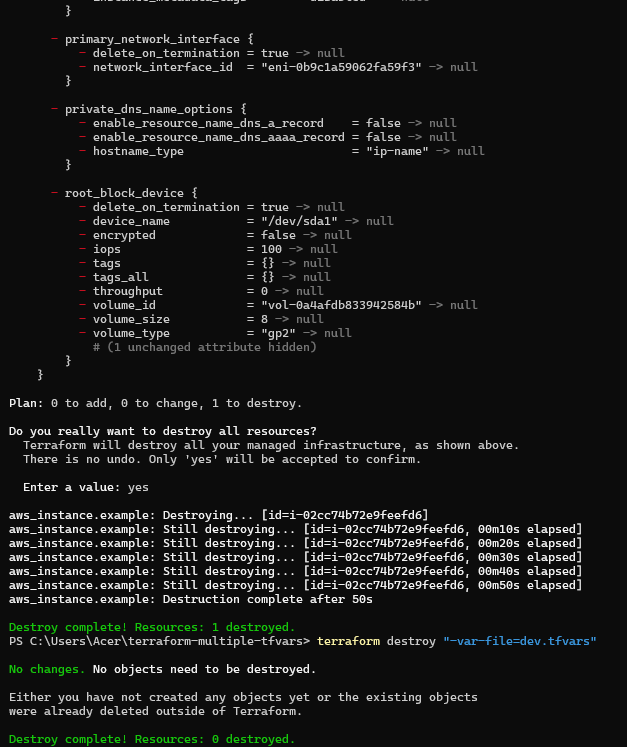 }
- primary_network_interface {
- delete_on_termination = true -> null
- network_interface_id  = "eni-0b9c1a59062fa59f3" -> null
}
- private_dns_name_options {
- enable_resource_name_dns_a_record    = false -> null
- enable_resource_name_dns_aaaa_record = false -> null
- hostname_type                        = "ip-name" -> null
}
- root_block_device {
- delete_on_termination = true -> null
- device_name           = "/dev/sda1" -> null
- encrypted             = false -> null
- iops                  = 100 -> null
- tags                  = {} -> null
- tags_all              = {} -> null
- throughput            = 0 -> null
- volume_id             = "vol-0a4afdb833942584b" -> null
- volume_size           = 8 -> null
- volume_type           = "gp2" -> null
# (1 unchanged attribute hidden)
}
}
Plan: 0 to add, 0 to change, 1 to destroy.
Do you really want to destroy all resources?
Terraform will destroy all your managed infrastructure, as shown above.
There is no undo. Only 'yes' will be accepted to confirm.
Enter a value: yes
aws_instance.example: Destroying... [id=i-02cc74b72e9feefd6]
aws_instance.example: Still destroying... [id=i-02cc74b72e9feefd6, 00m10s elapsed]
aws_instance.example: Still destroying... [id=i-02cc74b72e9feefd6, 00m20s elapsed]
aws_instance.example: Still destroying... [id=i-02cc74b72e9feefd6, 00m30s elapsed]
aws_instance.example: Still destroying... [id=i-02cc74b72e9feefd6, 00m40s elapsed]
aws_instance.example: Still destroying... [id=i-02cc74b72e9feefd6, 00m50s elapsed]
aws_instance.example: Destruction complete after 50s
Destroy complete! Resources: 1 destroyed.
PS C:\Users\Acer\terraform-multiple-tfvars> terraform destroy "-var-file=dev.tfvars"
No changes. No objects need to be destroyed.
Either you have not created any objects yet or the existing objects
were already deleted outside of Terraform.
Destroy complete! Resources: 0 destroyed.